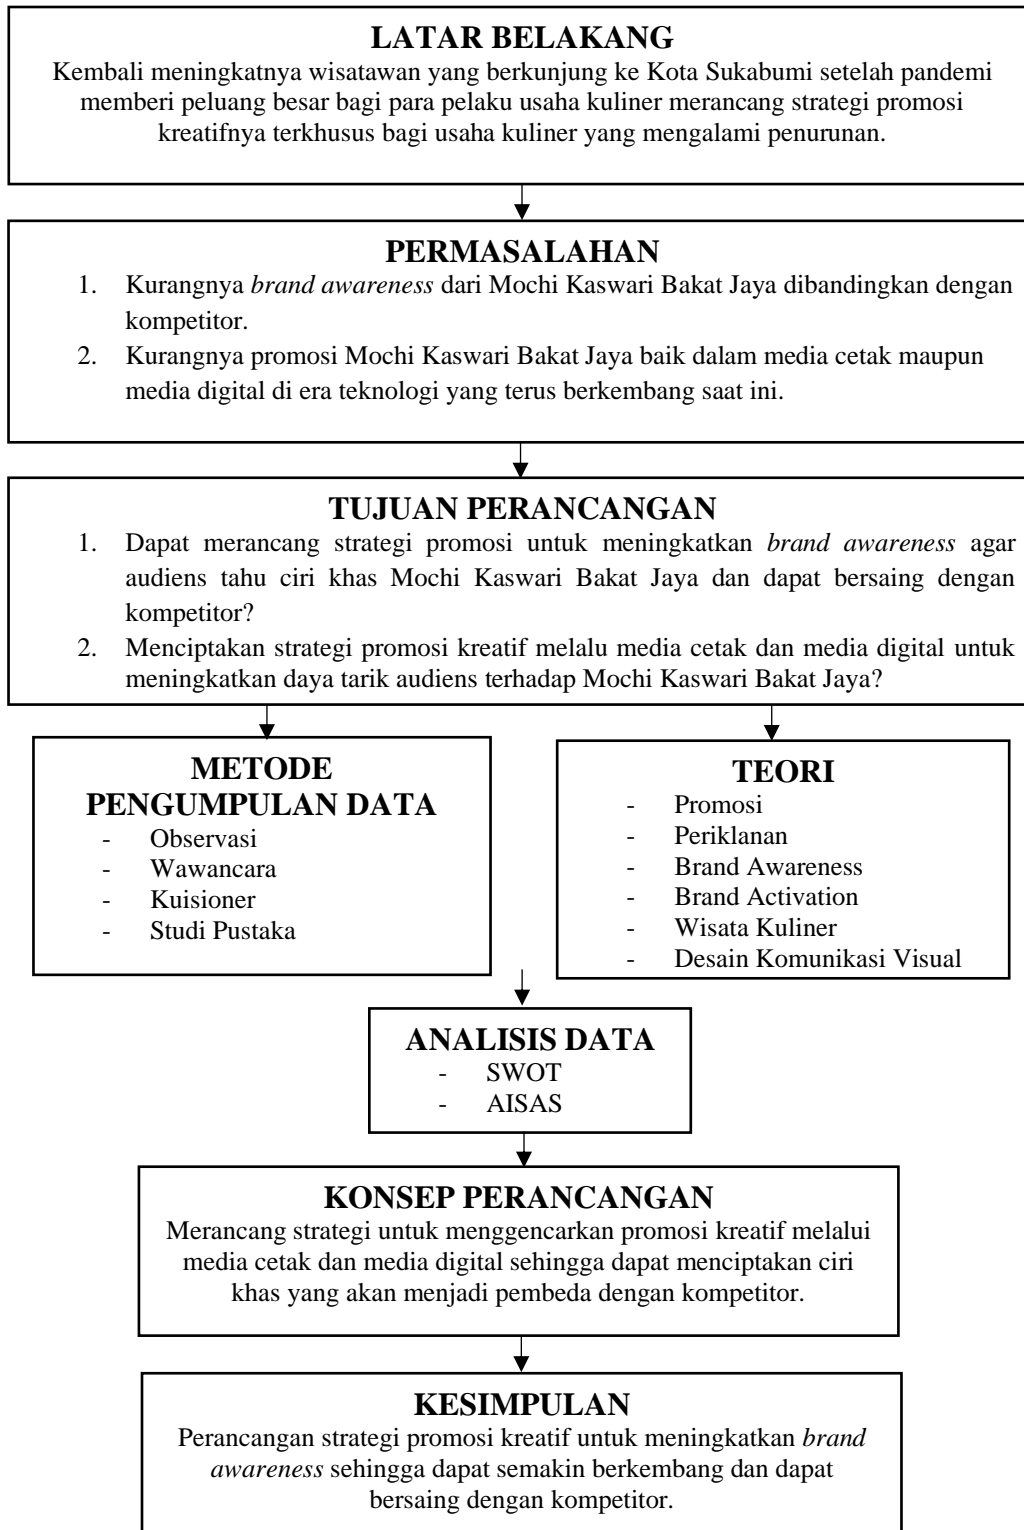 LATAR BELAKANG
Kembali meningkatnya wisatawan yang berkunjung ke Kota Sukabumi setelah pandemi
memberi peluang besar bagi para pelaku usaha kuliner merancang strategi promosi
kreatifnya terkhusus bagi usaha kuliner yang mengalami penurunan.
PERMASALAHAN
1. Kurangnya brand awareness dari Mochi Kaswari Bakat Jaya dibandingkan dengan
kompetitor.
2. Kurangnya promosi Mochi Kaswari Bakat Jaya baik dalam media cetak maupun
media digital di era teknologi yang terus berkembang saat ini.
TUJUAN PERANCANGAN
1. Dapat merancang strategi promosi untuk meningkatkan brand awareness agar
audiens tahu ciri khas Mochi Kaswari Bakat Jaya dan dapat bersaing dengan
kompetitor?
2. Menciptakan strategi promosi kreatif melalu media cetak dan media digital untuk
meningkatkan daya tarik audiens terhadap Mochi Kaswari Bakat Jaya?
METODE
PENGUMPULAN DATA
- Observasi
- Wawancara
- Kuisioner
- Studi Pustaka
TEORI
- Promosi
- Periklanan
- Brand Awareness
- Brand Activation
- Wisata Kuliner
- Desain Komunikasi Visual
ANALISIS DATA
- SWOT
- AISAS
KONSEP PERANCANGAN
Merancang strategi untuk menggencarkan promosi kreatif melalui
media cetak dan media digital sehingga dapat menciptakan ciri
khas yang akan menjadi pembeda dengan kompetitor.
KESIMPULAN
Perancangan strategi promosi kreatif untuk meningkatkan brand
awareness sehingga dapat semakin berkembang dan dapat
bersaing dengan kompetitor.